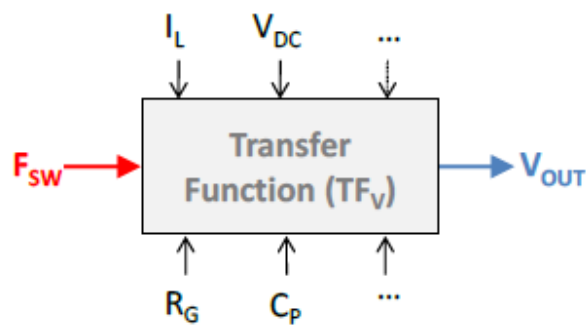 I_L V_DC ...
Transfer
F_SW Function (TF_V) V_OUT
R_G C_P ...